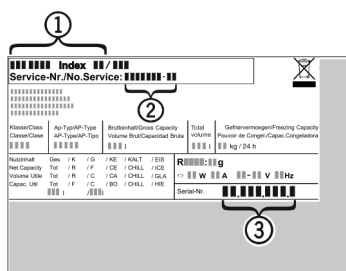 1
Index /
Service-Nr./No.Service: -
2
Klasse/Class Ap-Typ/AP-Type Bruttoinhalt/Gross Capacity Total Gefriervermoegen/Freezing Capacity
Classe/Clase AP-Type/AP-Tipo Volume Brut/Capacidad Bruta volume Pouvoir de Congel./Capac.Congeladora
l l kg / 24 h
Nutzinhalt Ges / K / G / KE / KALT / EIS
Net.Capacity Tot / R / F / CE / CHILL / ICE
Volume Utile Tot / R / C / CA / CHILL / GLA
Capac. Util Tot / F / C / BO / CHILL / HIE
l / l
R : g
W A - V Hz
Serial-Nr. . . .
3